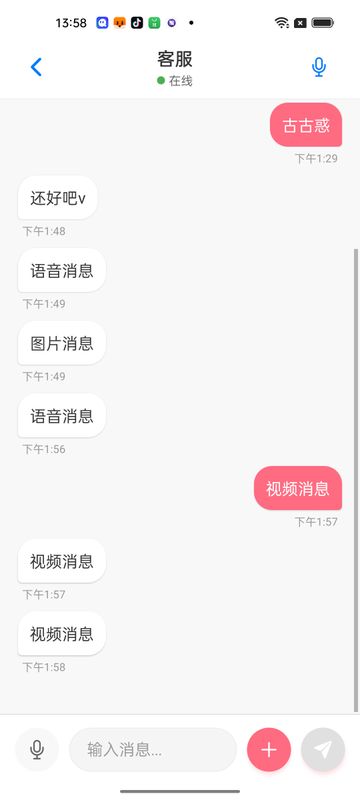 13:58
客服
在线
古古惑
下午1:29
还好吧v
下午1:48
语音消息
下午1:49
图片消息
下午1:49
语音消息
下午1:56
视频消息
下午1:57
视频消息
下午1:57
视频消息
下午1:58
输入消息...